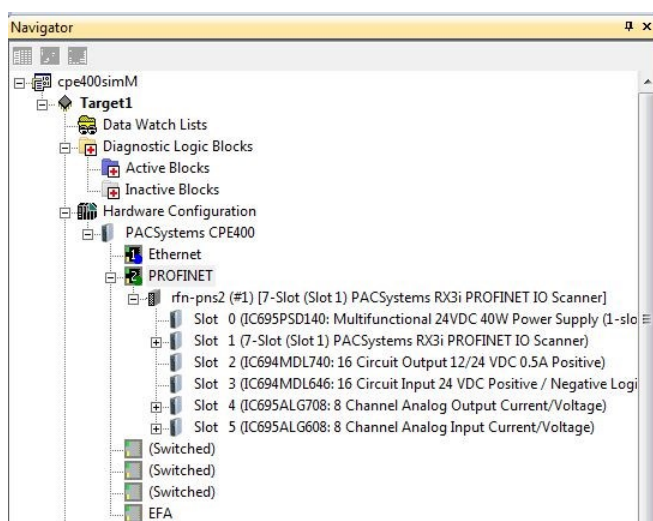 Navigator
cpe400simM
Target1
Data Watch Lists
Diagnostic Logic Blocks
Active Blocks
Inactive Blocks
Hardware Configuration
PACSystems CPE400
1 Ethernet
2 PROFINET
rfn-pns2 (#1) [7-Slot (Slot 1) PACSystems RX3i PROFINET IO Scanner]
Slot 0 (IC695PSD140: Multifunctional 24VDC 40W Power Supply (1-slo
Slot 1 (7-Slot (Slot 1) PACSystems RX3i PROFINET IO Scanner)
Slot 2 (IC694MDL740: 16 Circuit Output 12/24 VDC 0.5A Positive)
Slot 3 (IC694MDL646: 16 Circuit Input 24 VDC Positive / Negative Logi
Slot 4 (IC695ALG708: 8 Channel Analog Output Current/Voltage)
Slot 5 (IC695ALG608: 8 Channel Analog Input Current/Voltage)
(Switched)
(Switched)
(Switched)
EFA